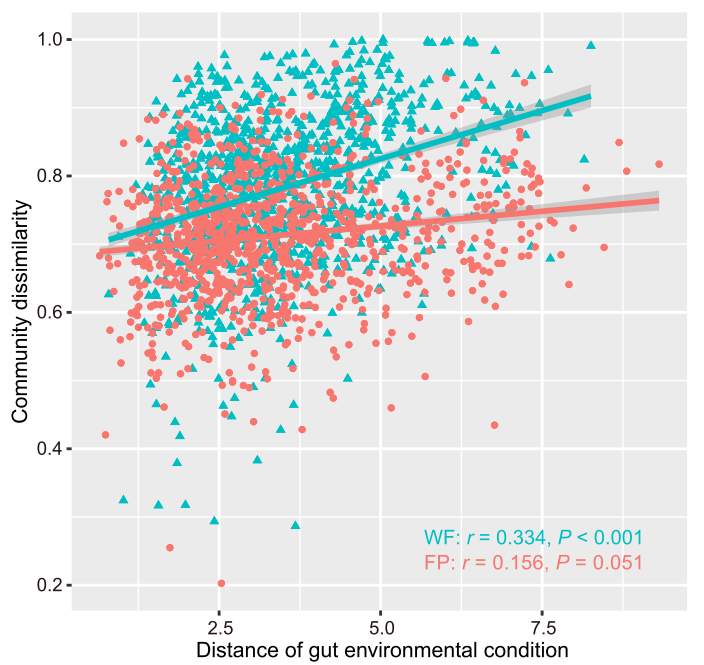 1.0
0.8
0.6
0.4
0.2
Community dissimilarity
WF: r = 0.334, P < 0.001
FP: r = 0.156, P = 0.051
2.5 5.0 7.5
Distance of gut environmental condition